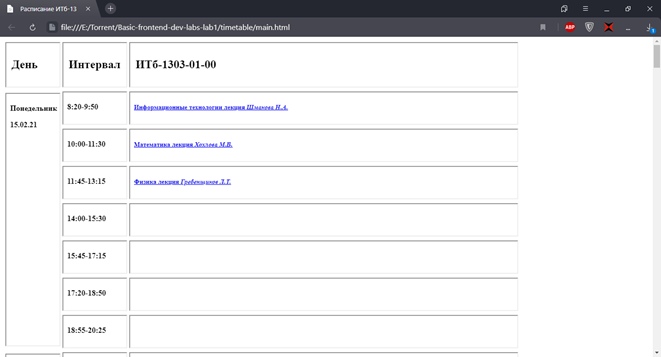 Расписание ИТб-13
file:///E:/Torrent/Basic-frontend-dev-labs-lab1/timetable/main.html
ABP
1
День Интервал ИТб-1303-01-00
Понедельник
15.02.21
8:20-9:50 Информационные технологии лекция Шмакова Н.А.
10:00-11:30 Математика лекция Хохлова М.В.
11:45-13:15 Физика лекция Гребенщиков Л.Т.
14:00-15:30
15:45-17:15
17:20-18:50
18:55-20:25